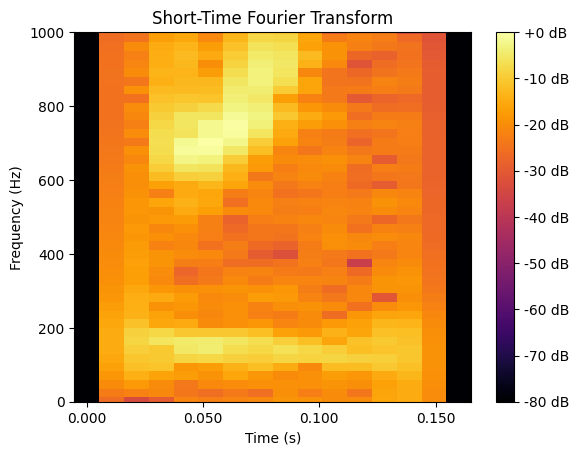 Short-Time Fourier Transform
Frequency (Hz)
1000
800
600
400
200
0
0.000
0.050
0.100
0.150
Time (s)
+0 dB
-10 dB
-20 dB
-30 dB
-40 dB
-50 dB
-60 dB
-70 dB
-80 dB